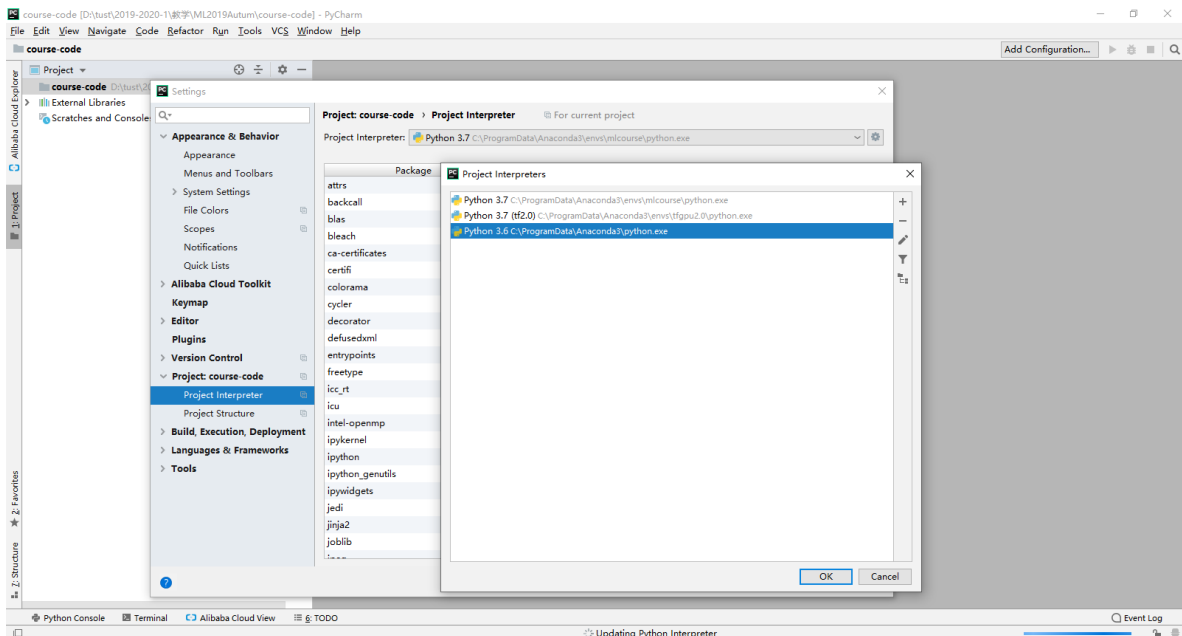 course-code [D:\tust\2019-2020-1\教学\ML2019Autum\course-code] - PyCharm
File Edit View Navigate Code Refactor Run Tools VCS Window Help
course-code
Add Configuration...
Project
course-code D:\tust\2
External Libraries
Scratches and Console
Alibaba Cloud Explorer
1: Project
2: Favorites
7: Structure
Settings
Appearance & Behavior
Appearance
Menus and Toolbars
System Settings
File Colors
Scopes
Notifications
Quick Lists
Alibaba Cloud Toolkit
Keymap
Editor
Plugins
Version Control
Project: course-code
Project Interpreter
Project Structure
Build, Execution, Deployment
Languages & Frameworks
Tools
Project: course-code › Project Interpreter
For current project
Project Interpreter: Python 3.7 C:\ProgramData\Anaconda3\envs\mlcourse\python.exe
Package
attrs
backcall
blas
bleach
ca-certificates
certifi
colorama
cycler
decorator
defusedxml
entrypoints
freetype
icc_rt
icu
intel-openmp
ipykernel
ipython
ipython_genutils
ipywidgets
jedi
jinja2
joblib
Project Interpreters
Python 3.7 C:\ProgramData\Anaconda3\envs\mlcourse\python.exe
Python 3.7 (tf2.0) C:\ProgramData\Anaconda3\envs\tfgpu2.0\python.exe
Python 3.6 C:\ProgramData\Anaconda3\python.exe
OK Cancel
Python Console Terminal Alibaba Cloud View 6: TODO
Event Log
Updating Python Interpreter